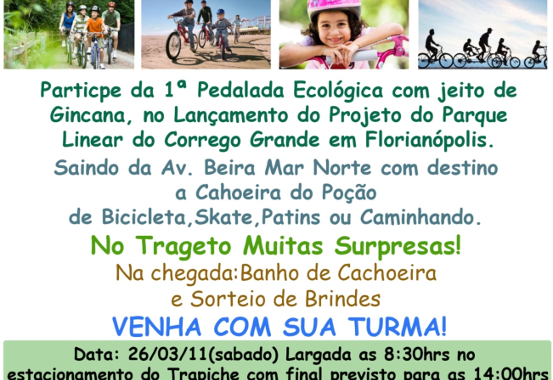 Particpe da 1ª Pedalada Ecológica com jeito de
Gincana, no Lançamento do Projeto do Parque
Linear do Corrego Grande em Florianópolis.
Saindo da Av. Beira Mar Norte com destino
a Cahoeira do Poção
de Bicicleta,Skate,Patins ou Caminhando.
No Trageto Muitas Surpresas!
Na chegada:Banho de Cachoeira
e Sorteio de Brindes
VENHA COM SUA TURMA!
Data: 26/03/11(sabado) Largada as 8:30hrs no
estacionamento do Trapiche com final previsto para as 14:00hrs